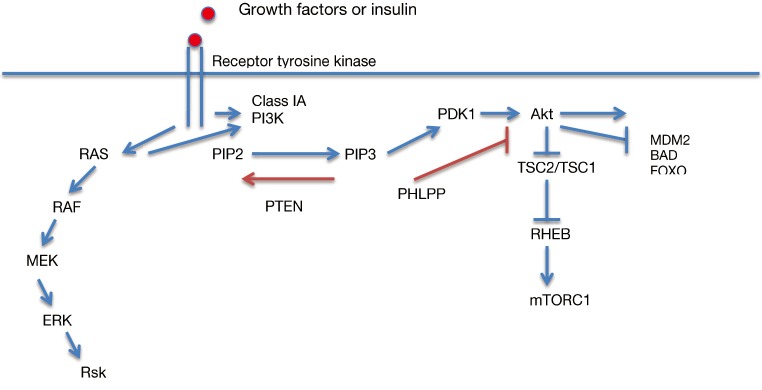 Growth factors or insulin
Receptor tyrosine kinase
Class IA
PI3K
PDK1
Akt
RAS
PIP2
PIP3
MDM2
BAD
FOXO
TSC2/TSC1
PHLPP
PTEN
RAF
RHEB
MEK
mTORC1
ERK
Rsk